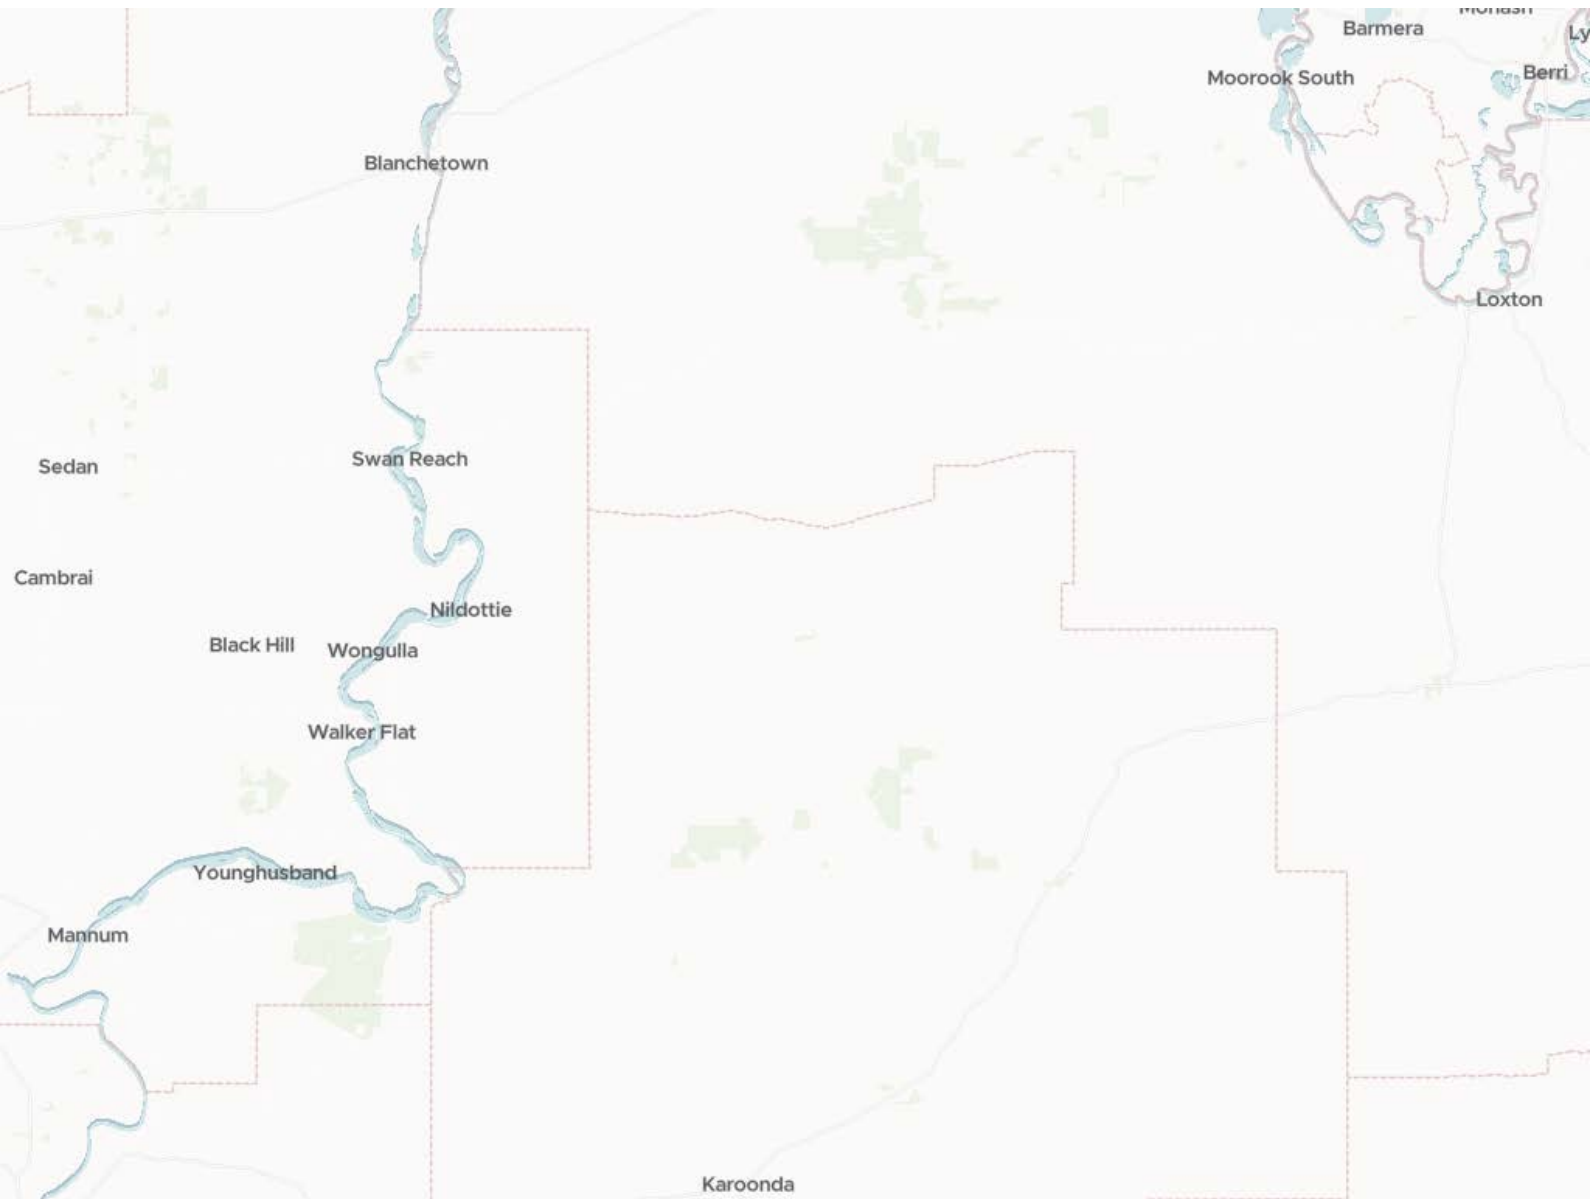 Monash
Barmera
Berri
Moorook South
Blanchetown
Loxton
Swan Reach
Sedan
Cambrai
Nildottie
Black Hill
Wongulla
Walker Flat
Younghusband
Mannum
Karoonda